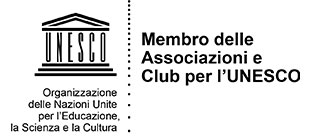 UNESCO
Organizzazione
delle Nazioni Unite
per l'Educazione,
la Scienza e la Cultura
Membro delle
Associazioni e
Club per l'UNESCO